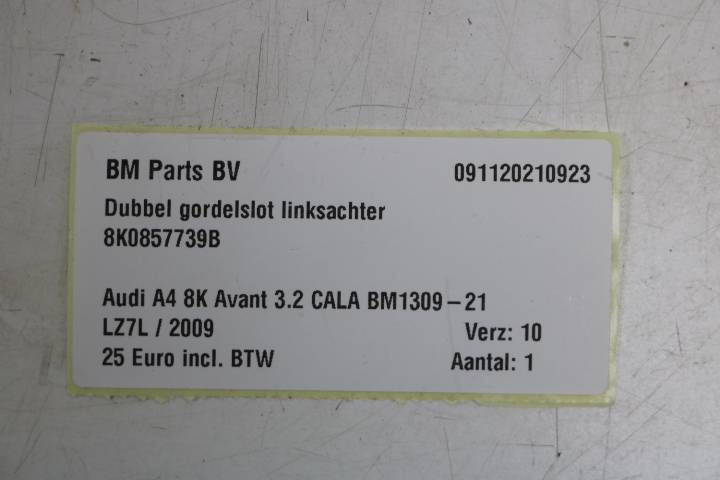 BM Parts BV 091120210923
Dubbel gordelslot linksachter
8K0857739B
Audi A4 8K Avant 3.2 CALA BM1309-21
LZ7L / 2009 Verz: 10
25 Euro incl. BTW Aantal: 1